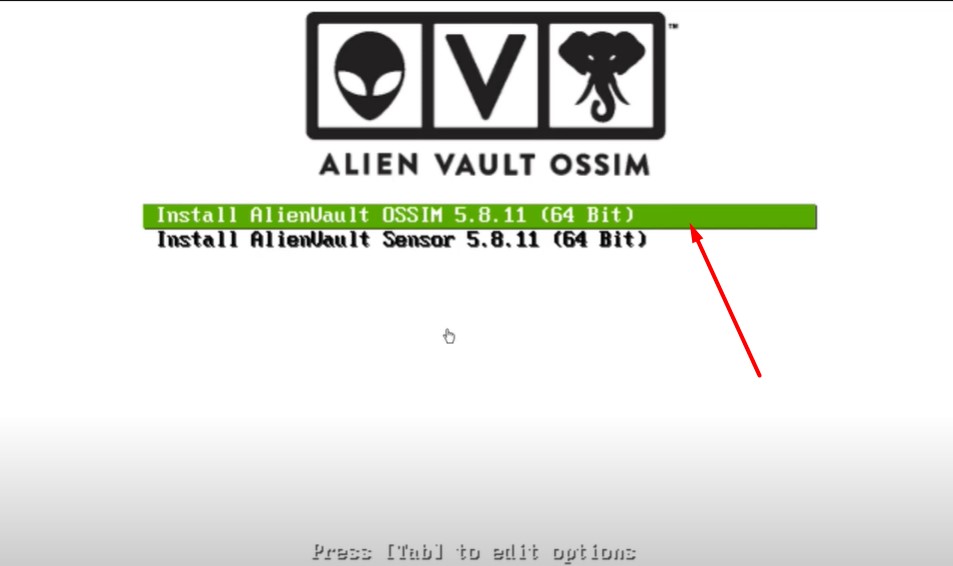 ™
ALIEN VAULT OSSIM
Install AlienVault OSSIM 5.8.11 (64 Bit)
Install AlienVault Sensor 5.8.11 (64 Bit)
Press [Tab] to edit options